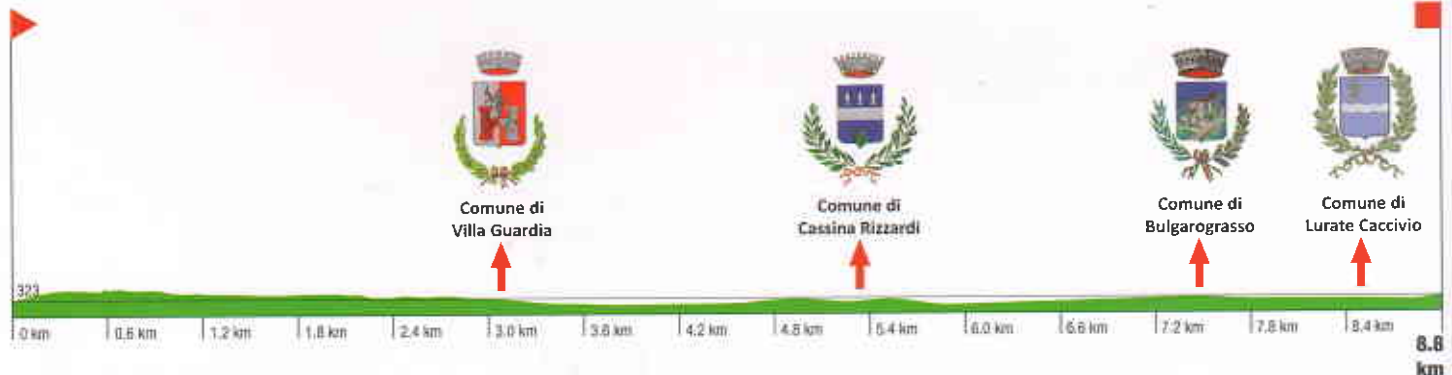 Comune di
Villa Guardia
Comune di
Cassina Rizzardi
Comune di
Bulgarograsso
Comune di
Lurate Caccivio
323
0 km
0,6 km
1,2 km
1,8 km
2,4 km
3,0 km
3,6 km
4,2 km
4,8 km
5,4 km
6,0 km
6,6 km
7,2 km
7,8 km
8,4 km
8.8
km